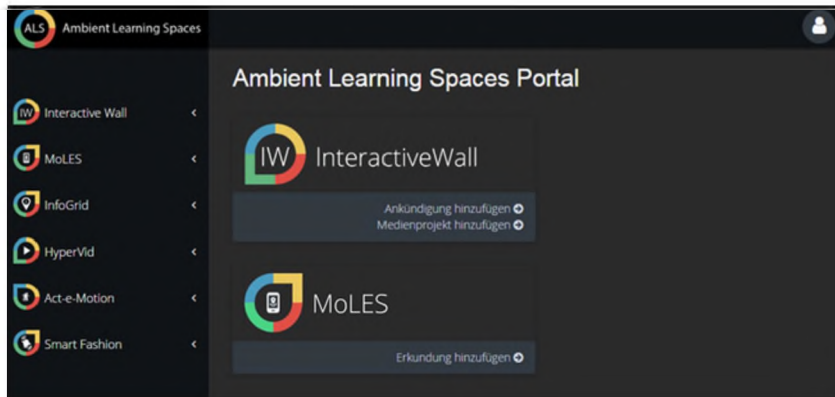 ALS Ambient Learning Spaces
Ambient Learning Spaces Portal
IW Interactive Wall
MoLES
InfoGrid
HyperVid
Act-e-Motion
Smart Fashion
IW InteractiveWall
Ankündigung hinzufügen
Medienprojekt hinzufügen
MoLES
Erkundung hinzufügen